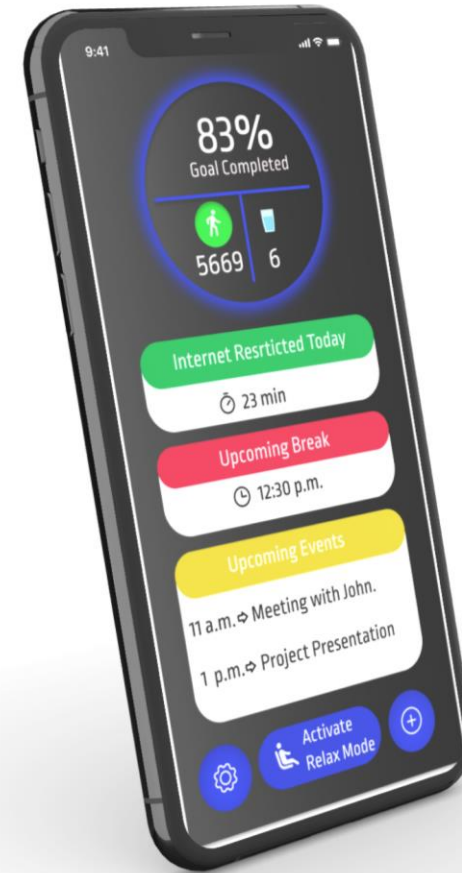 9:41
83%
Goal Completed
5669 6
Internet Resrticted Today
23 min
Upcoming Break
12:30 p.m.
Upcoming Events
11 a.m.➩ Meeting with John.
1 p.m.➩ Project Presentation
Activate
Relax Mode